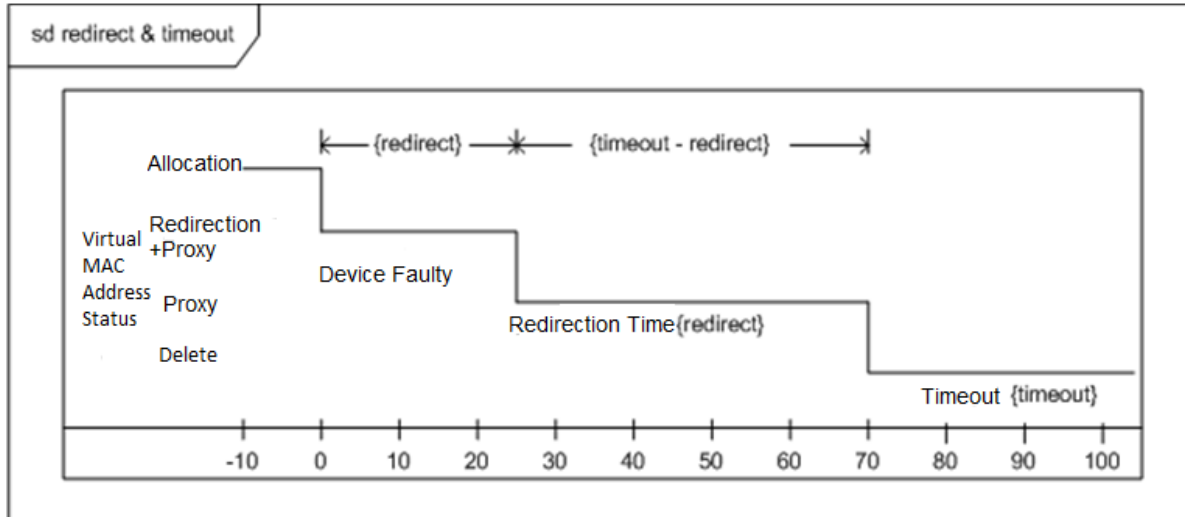 sd redirect & timeout
{redirect}
{timeout - redirect}
Allocation
Redirection
+Proxy
Virtual
MAC
Address
Status
Device Faulty
Proxy
Redirection Time{redirect}
Delete
Timeout {timeout}
-10 0 10 20 30 40 50 60 70 80 90 100